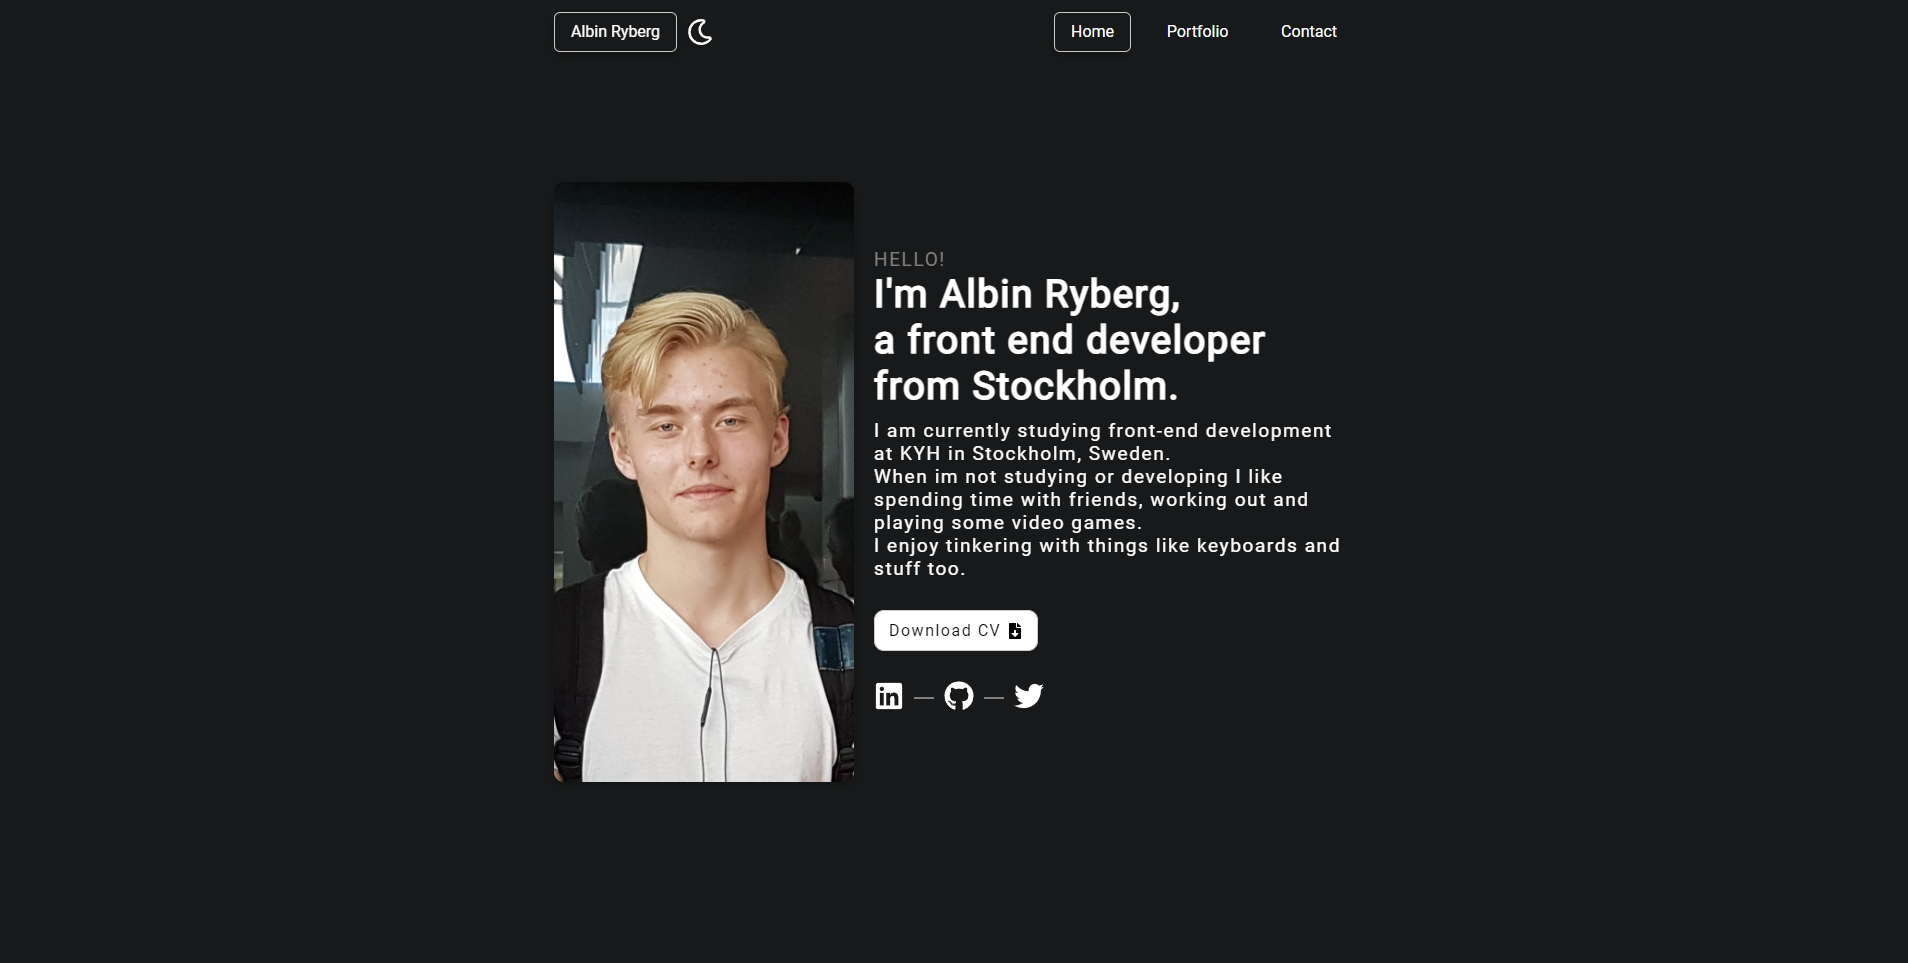 Albin Ryberg
Home
Portfolio
Contact
HELLO!
I'm Albin Ryberg,
a front end developer
from Stockholm.
I am currently studying front-end development
at KYH in Stockholm, Sweden.
When im not studying or developing I like
spending time with friends, working out and
playing some video games.
I enjoy tinkering with things like keyboards and
stuff too.
Download CV
in